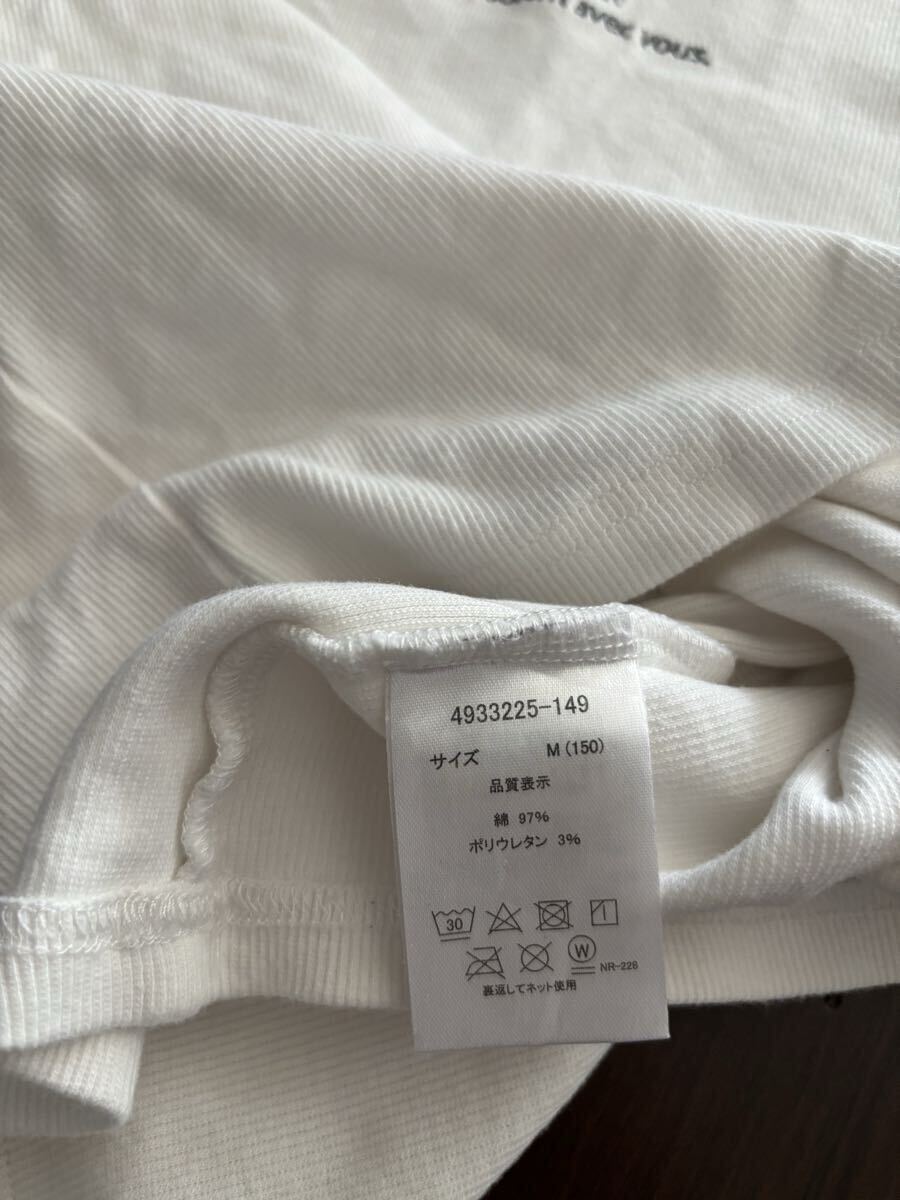 avec vous
4933225-149
サイズ M(150)
品質表示
綿 97%
ポリウレタン 3%
30
W
NR-226
裏返してネット使用